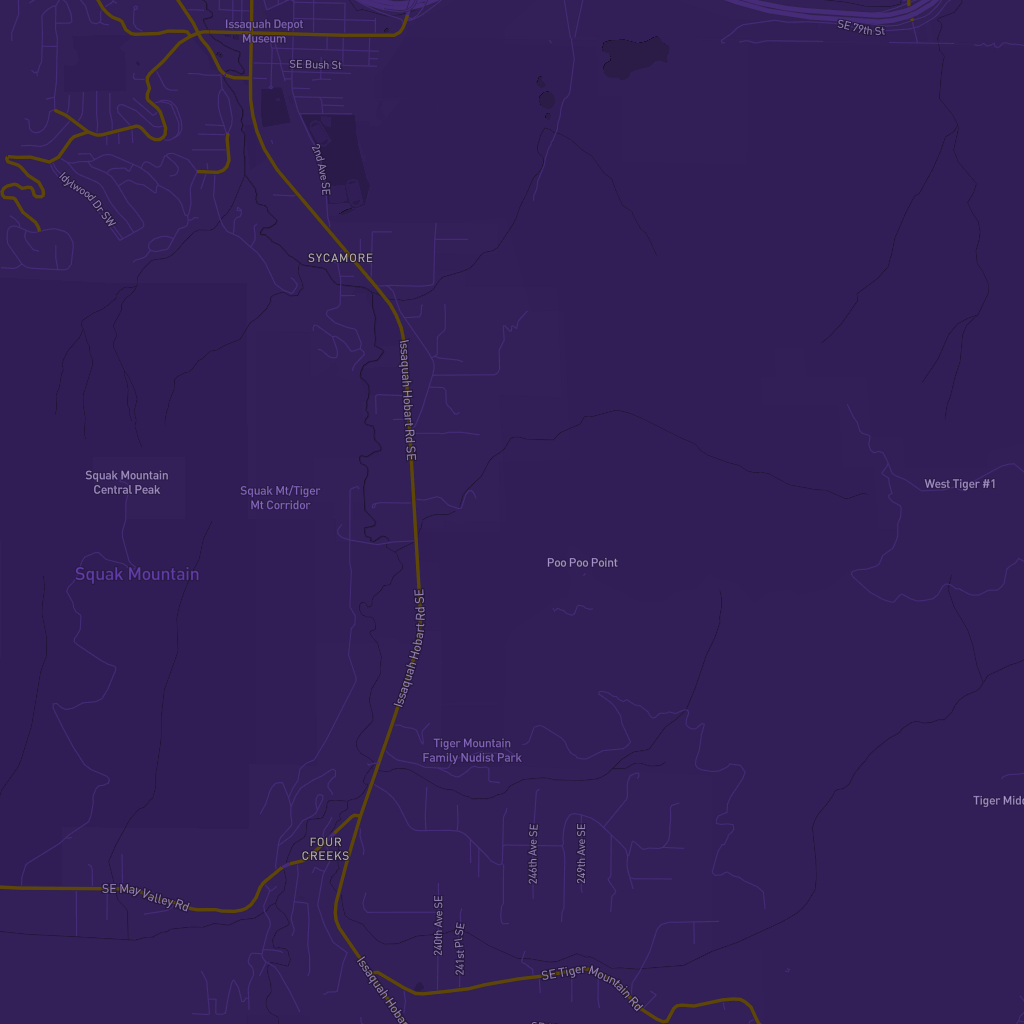 Issaquah Depot
Museum
SE 79th St
SE Bush St
2nd Ave SE
Idylwood Dr SW
SYCAMORE
Issaquah Hobart Rd SE
Squak Mountain
Central Peak
Squak Mt/Tiger
Mt Corridor
West Tiger #1
Poo Poo Point
Squak Mountain
Issaquah Hobart Rd SE
Tiger Mountain
Family Nudist Park
FOUR
CREEKS
246th Ave SE
249th Ave SE
SE May Valley Rd
240th Ave SE
241st Pl SE
SE Tiger Mountain Rd